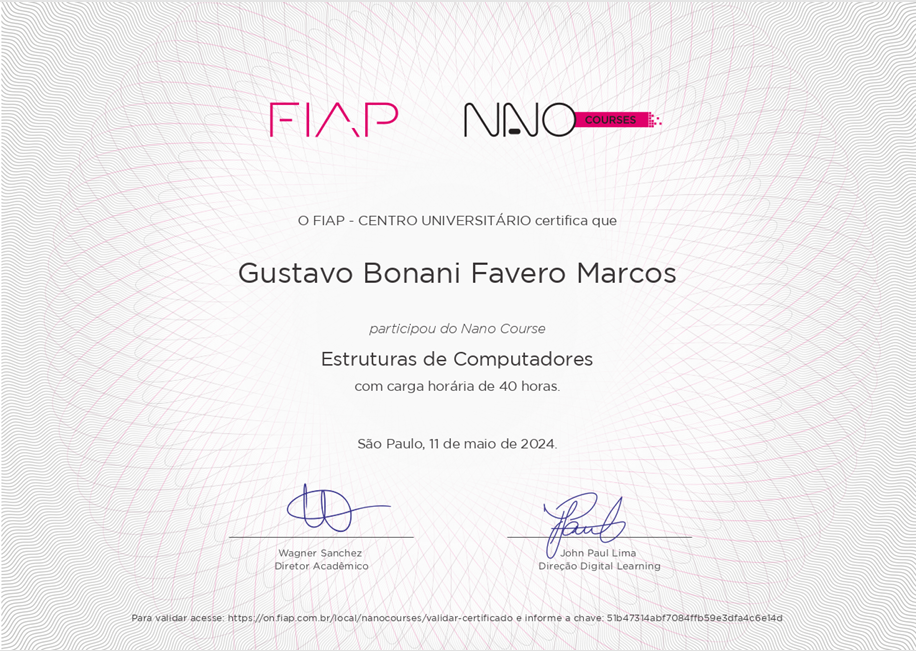 FIAP NANO COURSES
O FIAP - CENTRO UNIVERSITÁRIO certifica que
Gustavo Bonani Favero Marcos
participou do Nano Course
Estruturas de Computadores
com carga horária de 40 horas.
São Paulo, 11 de maio de 2024.
Wagner Sanchez John Paul Lima
Diretor Acadêmico Direção Digital Learning
Para validar acesse: https://on.fiap.com.br/local/nanocourses/validar-certificado e informe a chave: 51b47314abf7084ffb59e3dfa4c6e14d